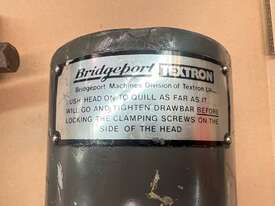 Bridgeport TEXTRON
Bridgeport Machines Division of Textron
PUSH HEAD ON TO QUILL AS FAR AS IT
WILL GO AND TIGHTEN DRAWBAR BEFORE
LOCKING THE CLAMPING SCREWS ON THE
SIDE OF THE HEAD